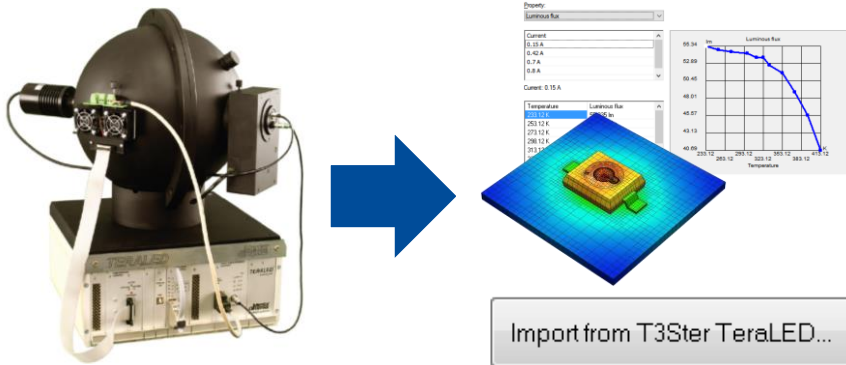 TERALED
TERALED
Property:
Luminous flux
Current
0.15 A
0.42 A
0.7 A
0.8 A
Current: 0.15 A
Temperature Luminous flux
233.12 K
253.12 K
273.12 K
298.12 K
Luminous flux
lm
55.34
52.89
50.45
48.01
45.57
43.13
40.69
233.12 263.12 293.12 323.12 353.12 383.12 413.12 K
Temperature
Import from T3Ster TeraLED...